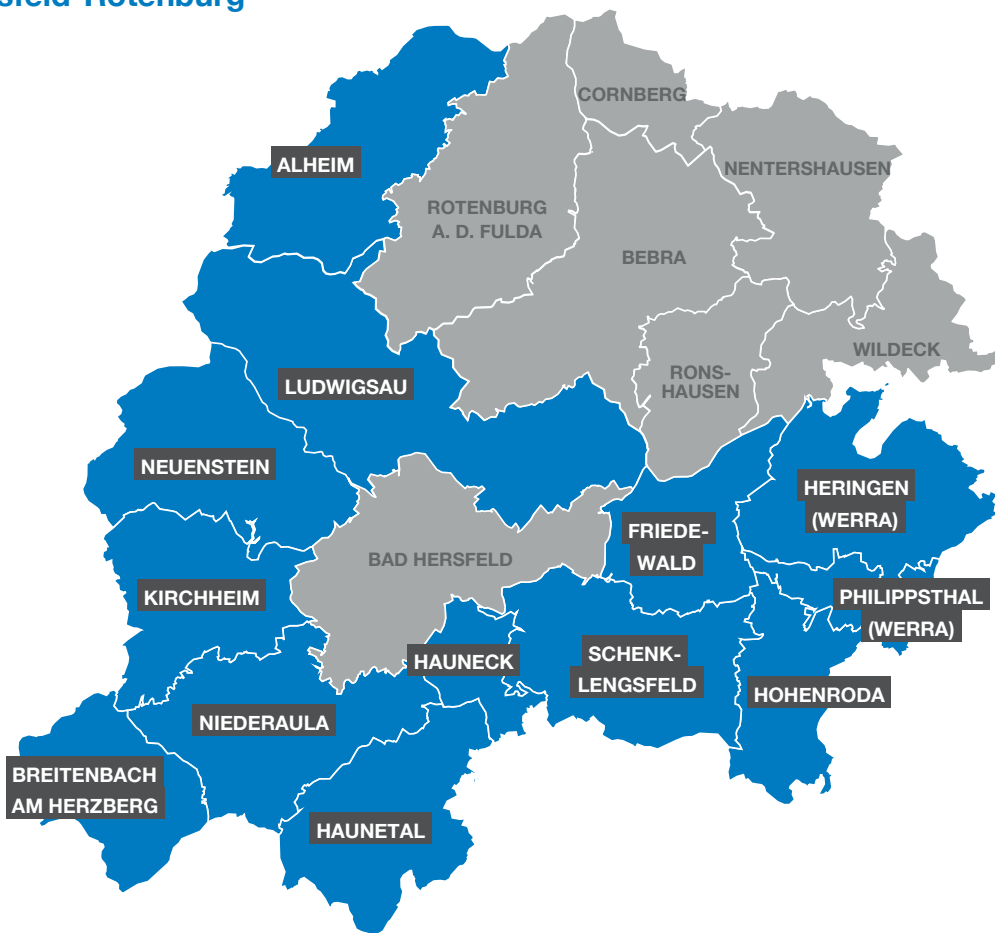 sfeld-Rotenburg
CORNBERG
ALHEIM
NENTERSHAUSEN
ROTENBURG
A. D. FULDA
BEBRA
WILDECK
RONS-
HAUSEN
LUDWIGSAU
NEUENSTEIN
HERINGEN
(WERRA)
FRIEDE-
WALD
BAD HERSFELD
KIRCHHEIM
PHILIPPSTHAL
(WERRA)
HAUNECK
SCHENK-
LENGSFELD
HOHENRODA
NIEDERAULA
BREITENBACH
AM HERZBERG
HAUNETAL